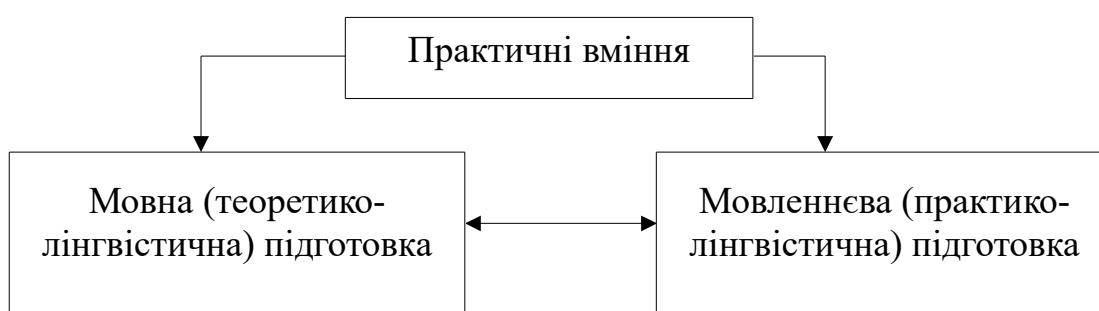 Практичні вміння
Мовна (теоретико-
лінгвістична) підготовка
Мовленнєва (практико-
лінгвістична) підготовка